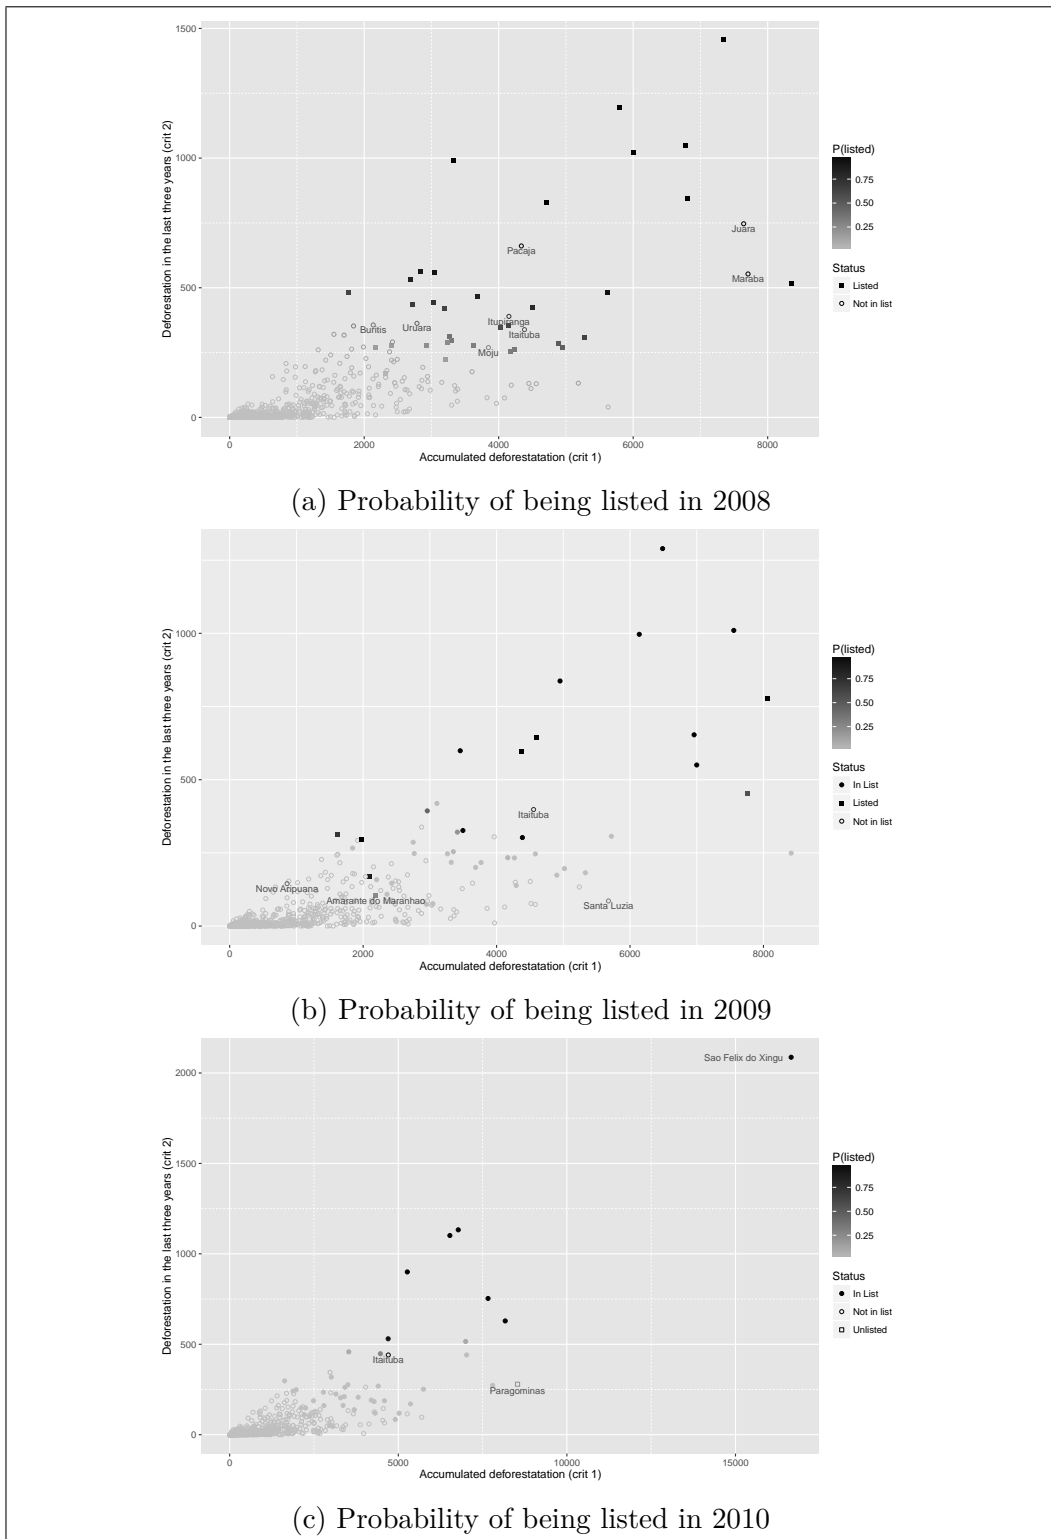 1500
1000
500
0
Deforestation in the last three years (crit 2)
Juara
Pacaja
Maraba
Buritis
Uruara
Itupiranga
Itaituba
Moju
0 2000 4000 6000 8000
Accumulated deforestatation (crit 1)
P(listed)
0.75
0.50
0.25
Status
Listed
Not in list
(a) Probability of being listed in 2008
1000
500
0
Deforestation in the last three years (crit 2)
Itaituba
Novo Aripuana
Amarante do Maranhao
Santa Luzia
0 2000 4000 6000 8000
Accumulated deforestatation (crit 1)
P(listed)
0.75
0.50
0.25
Status
In List
Listed
Not in list
(b) Probability of being listed in 2009
2000
1500
1000
500
0
Deforestation in the last three years (crit 2)
Sao Felix do Xingu
Itaituba
Paragominas
0 5000 10000 15000
Accumulated deforestatation (crit 1)
P(listed)
0.75
0.50
0.25
Status
In List
Not in list
Unlisted
(c) Probability of being listed in 2010